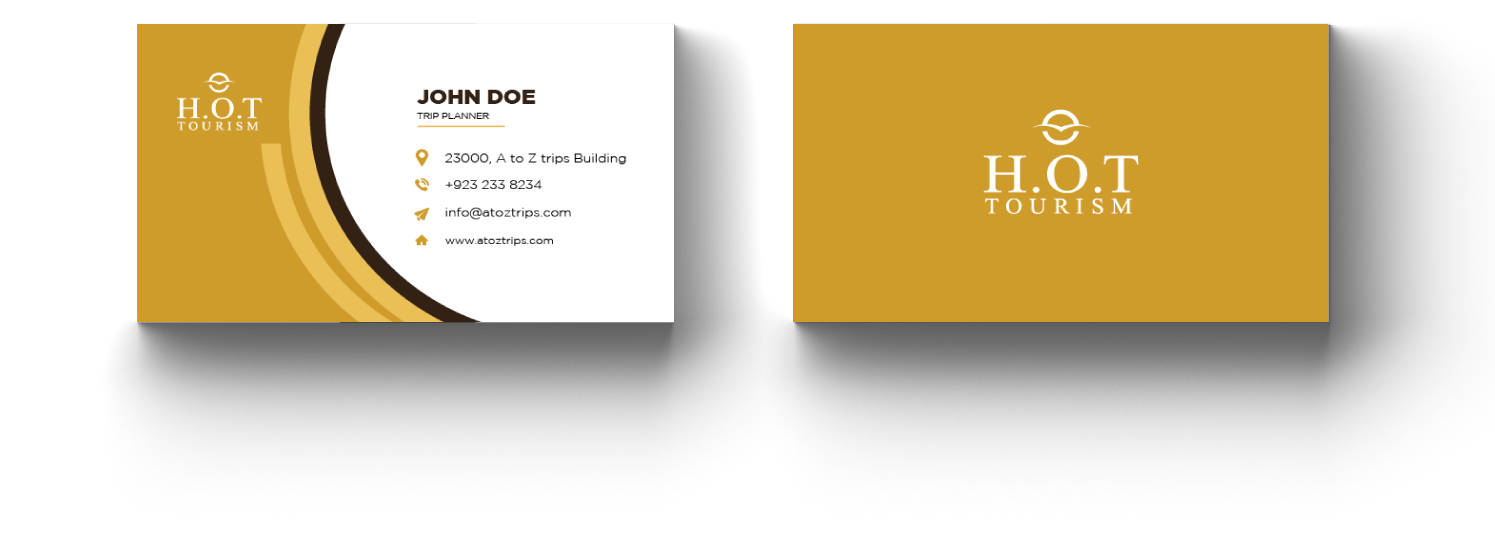 H.O.T
TOURISM
JOHN DOE
TRIP PLANNER
23000, A to Z trips Building
+923 233 8234
info@atoztrips.com
www.atoztrips.com
H.O.T
TOURISM